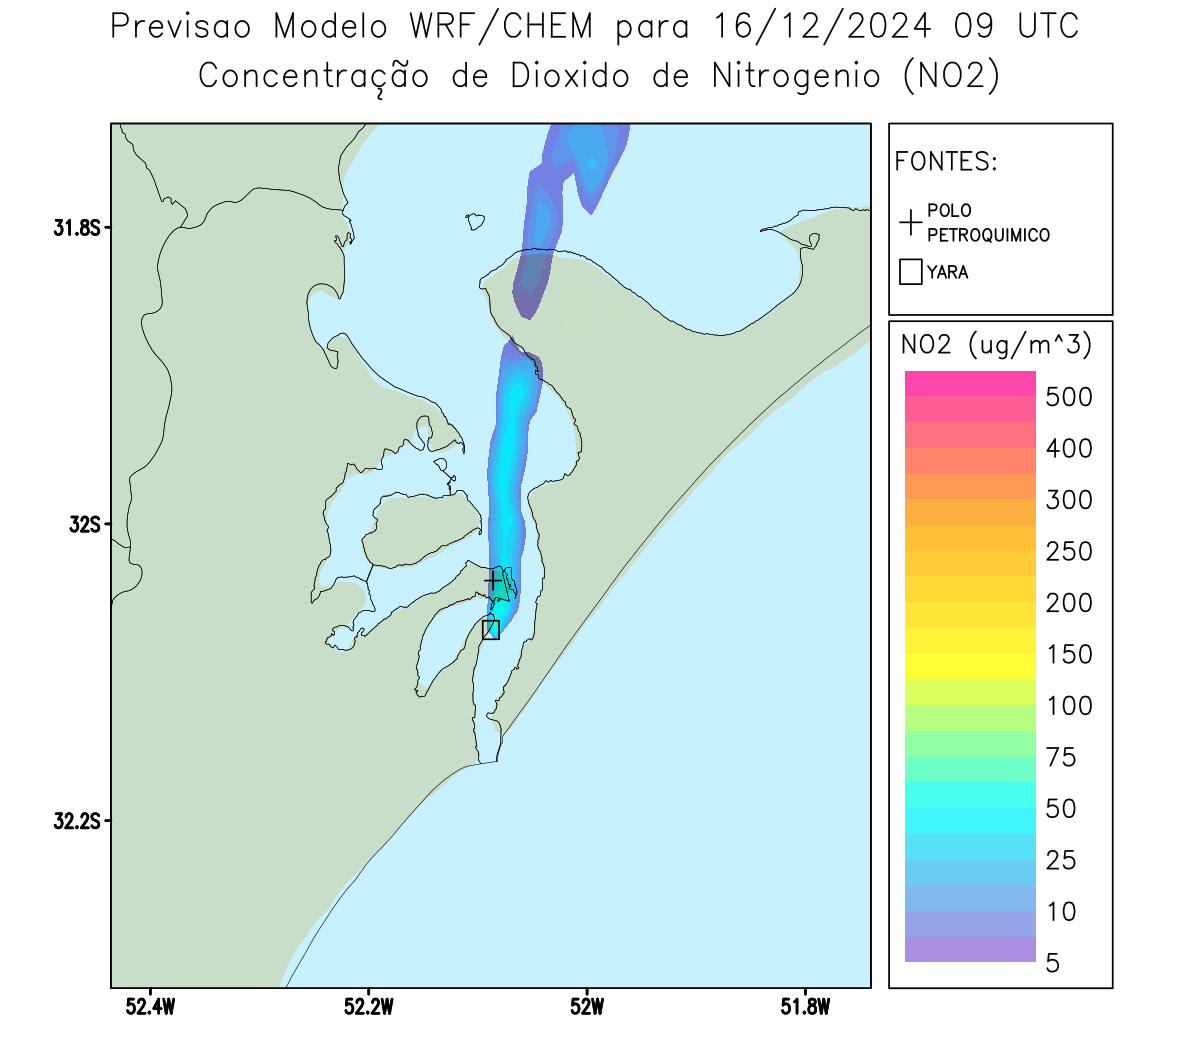 Previsao Modelo WRF/CHEM para 16/12/2024 09 UTC
Concentração de Dioxido de Nitrogenio (NO2)
FONTES:
POLO
PETROQUIMICO
YARA
NO2 (ug/m^3)
500
400
300
250
200
150
100
75
50
25
10
5
31.8S
32S
32.2S
52.4W
52.2W
52W
51.8W